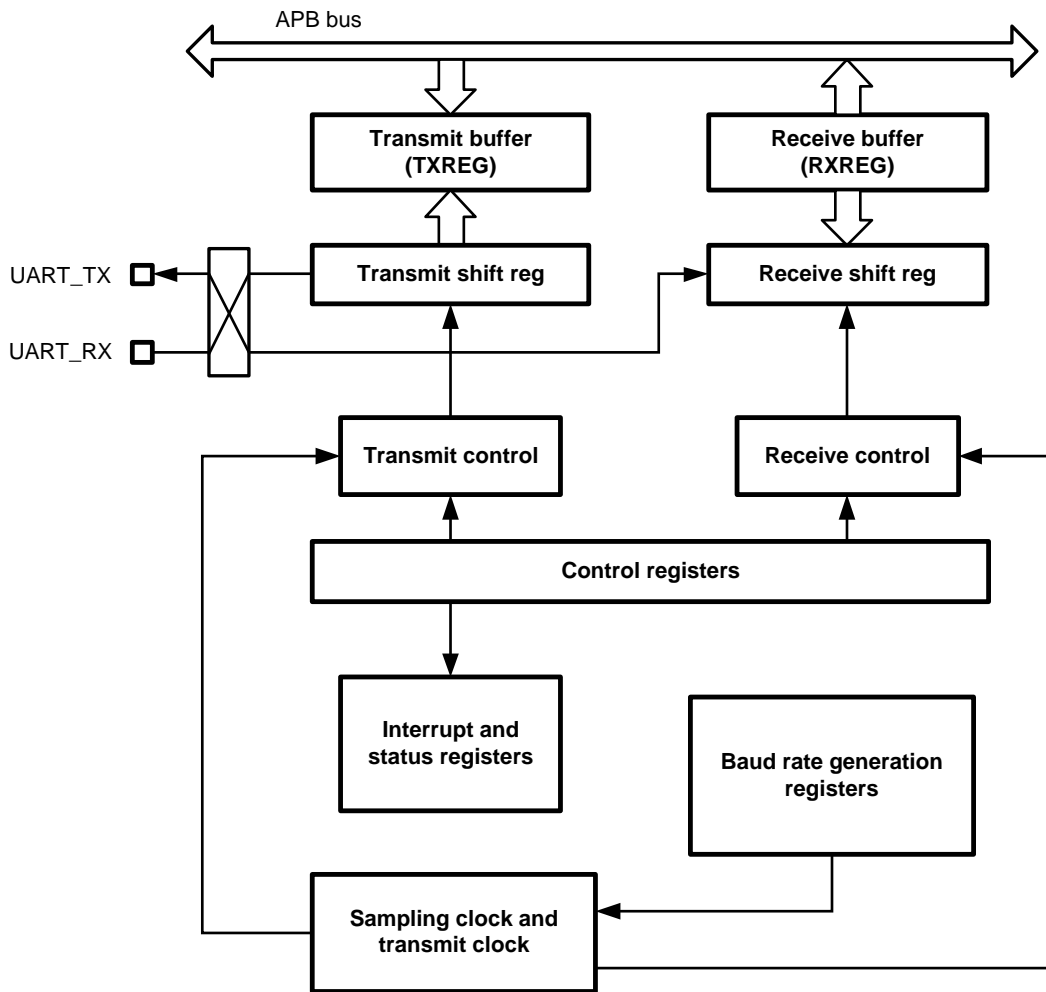 APB bus
Transmit buffer
(TXREG)
Receive buffer
(RXREG)
UART_TX
Transmit shift reg
Receive shift reg
UART_RX
Transmit control
Receive control
Control registers
Interrupt and
status registers
Baud rate generation
registers
Sampling clock and
transmit clock